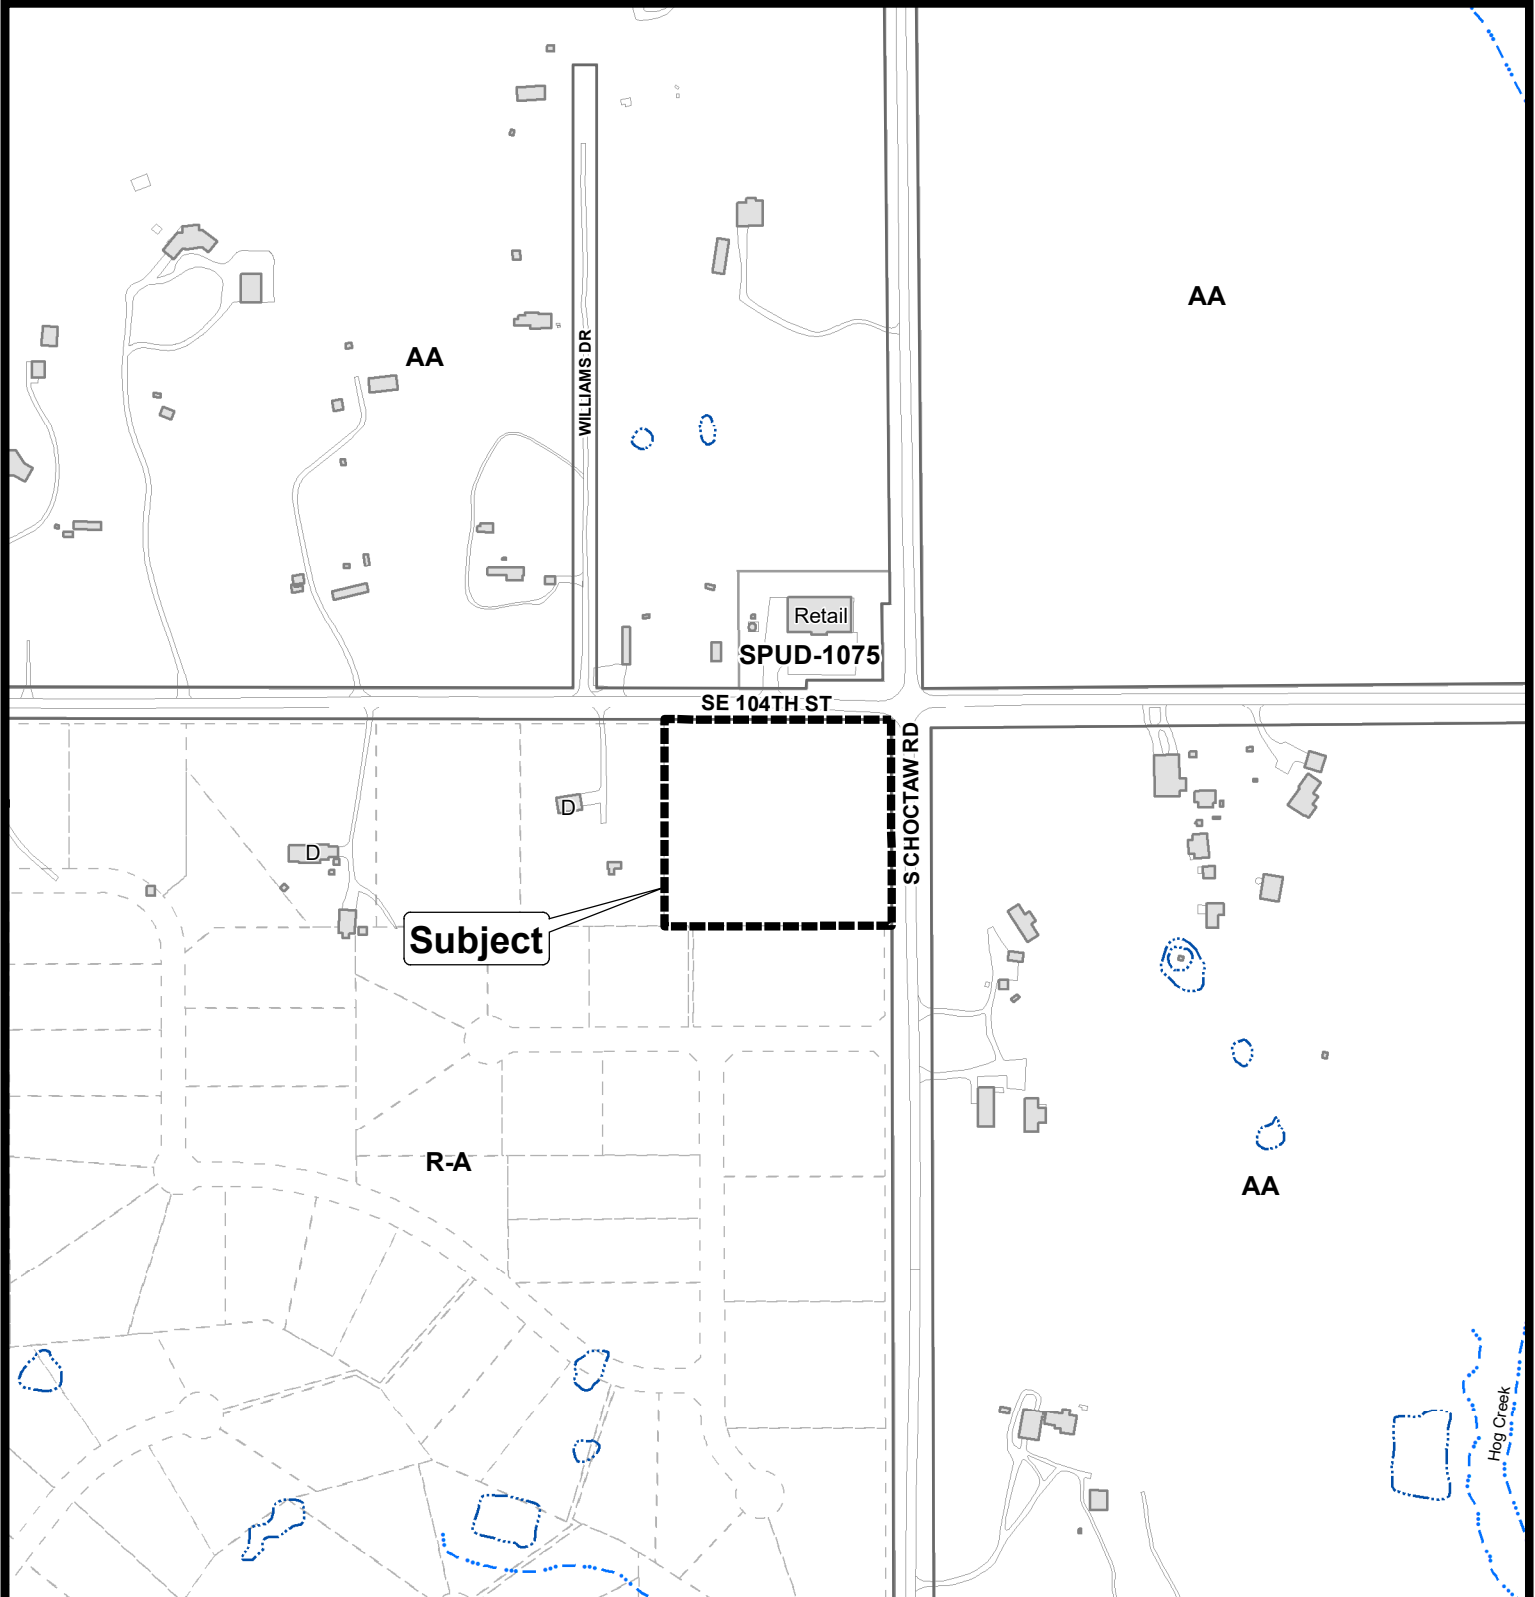 AA
AA
WILLIAMS DR
Retail
SPUD-1075
SE 104TH ST
S CHOCTAW RD
D
D
Subject
R-A
AA
Hog Creek